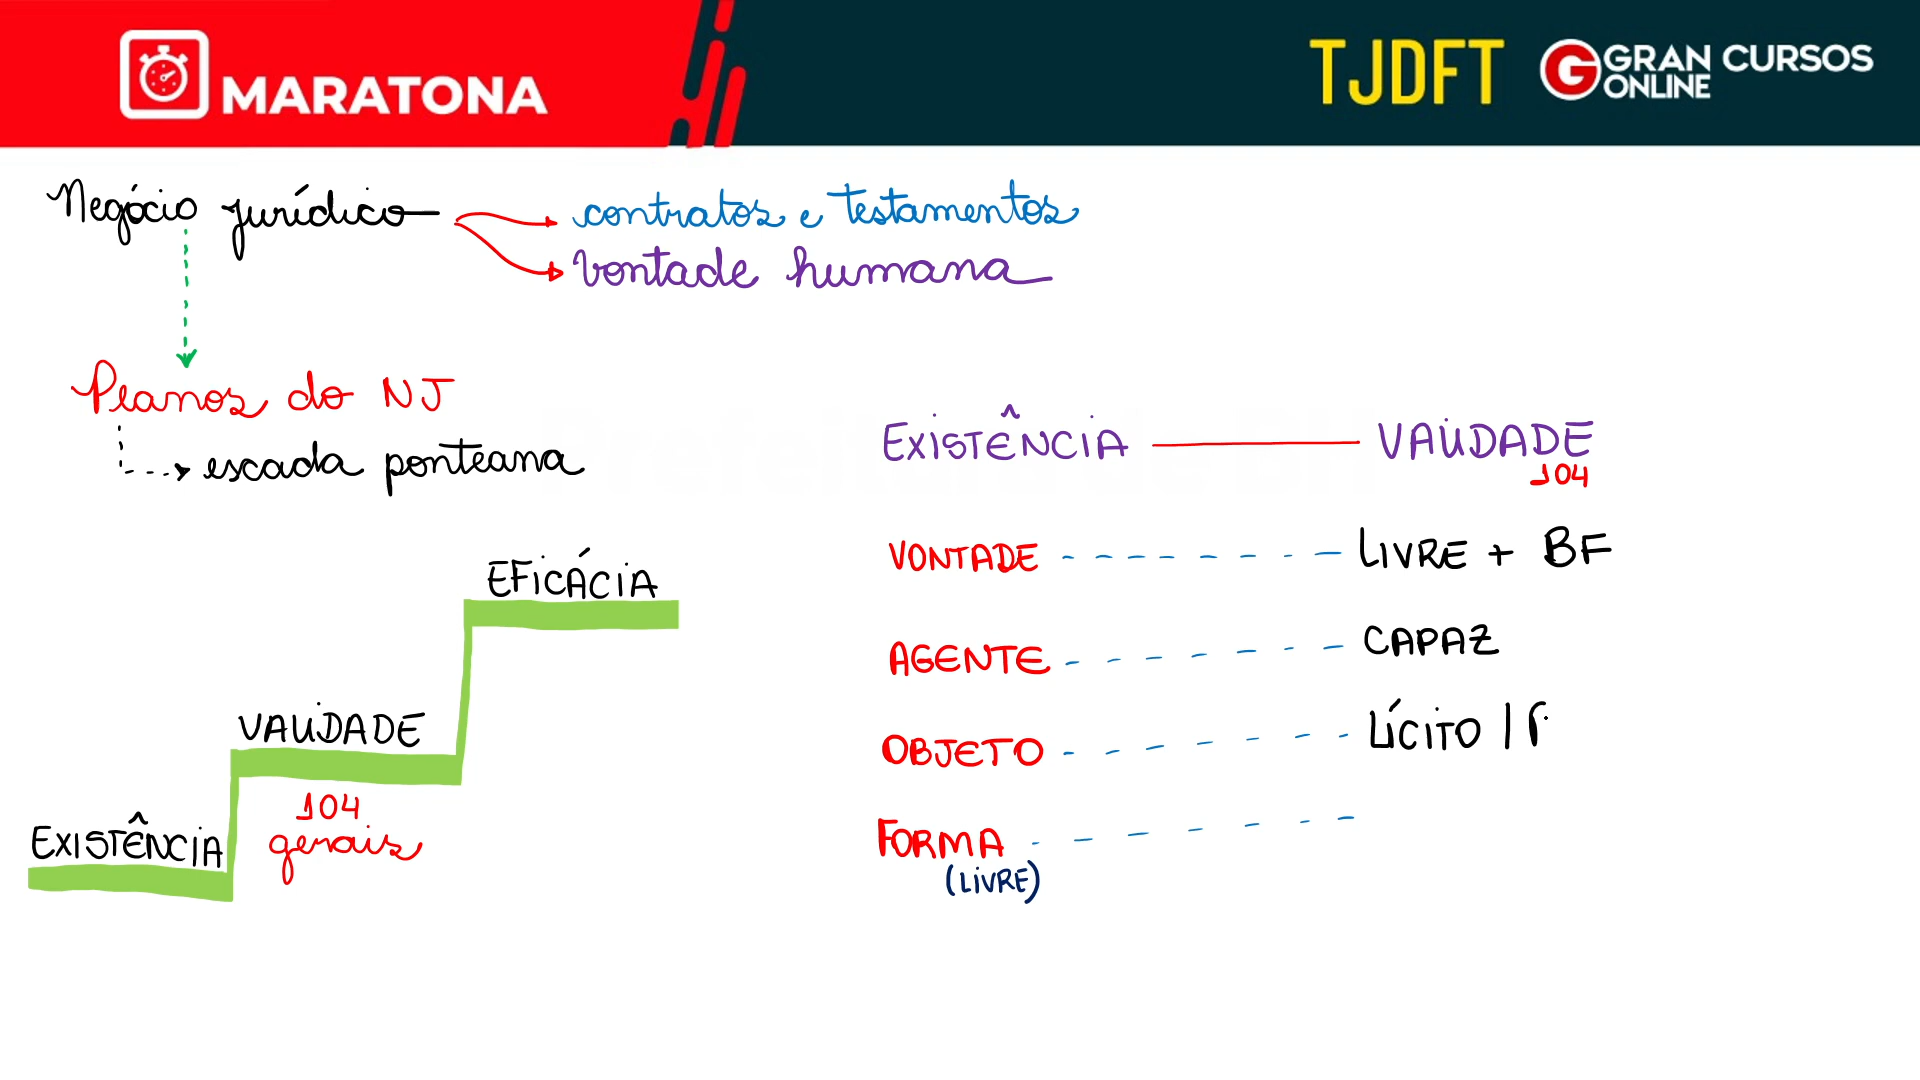 MARATONA
TJDFT
GRAN CURSOS
ONLINE
Negócio jurídico
contratos e testamentos
vontade humana
Planos do NJ
escada ponteana
EFICÁCIA
VALIDADE
104
gerais
EXISTÊNCIA
EXISTÊNCIA VALIDADE
104
VONTADE LIVRE + BF
AGENTE CAPAZ
OBJETO LÍCITO |
FORMA
(LIVRE)